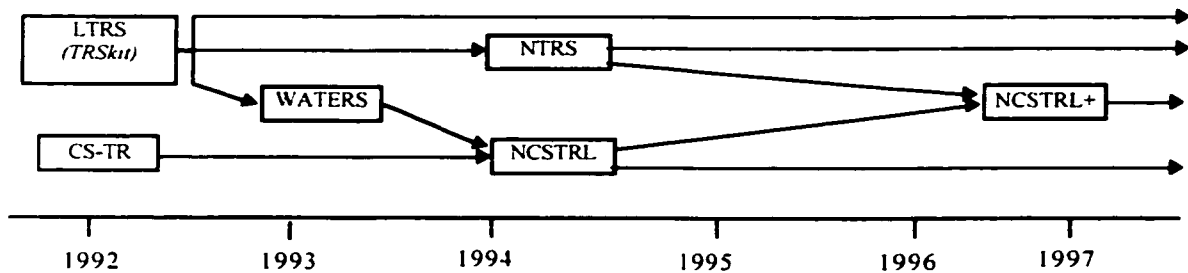 LTRS
(TRSkit)
NTRS
WATERS
NCSTRL+
CS-TR
NCSTRL
1992 1993 1994 1995 1996 1997